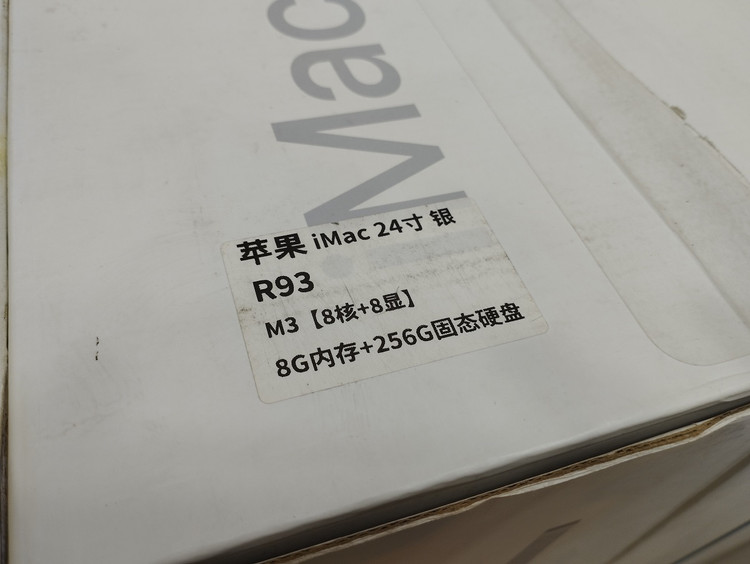 iMac
苹果 iMac 24寸 银
R93
M3【8核+8显】
8G内存+256G固态硬盘